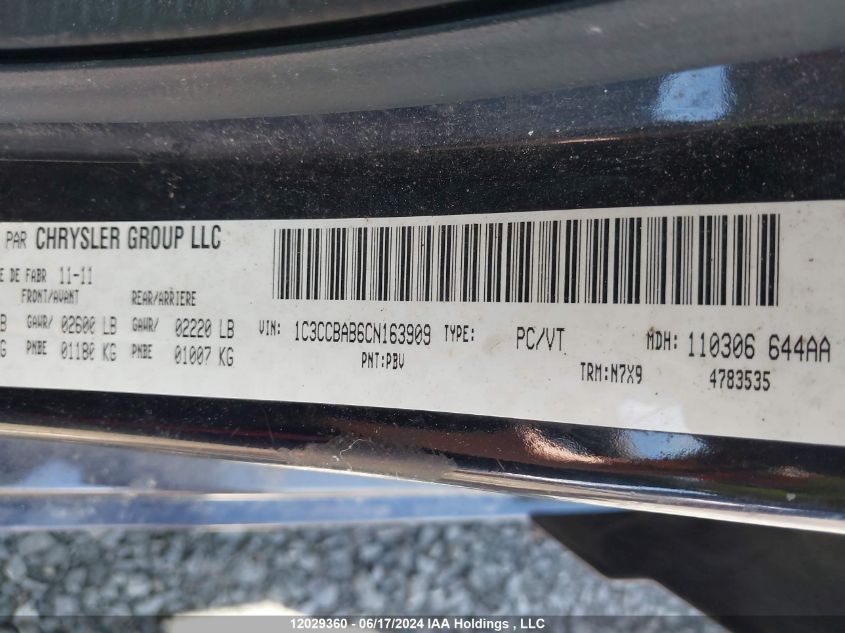 PAR CHRYSLER GROUP LLC
E DE FABR 11-11
FRONT/AVANT REAR/ARRIERE
B GAWR/ 02600 LB GAWR/ 02220 LB
G PNBE 01180 KG PNBE 01007 KG
VIN: 1C3CCBAB6CN163909 TYPE: PC/VT MDH: 110306 644AA
PNT:PBV TRM:N7X9 4783535
12029360 - 06/17/2024 IAA Holdings , LLC